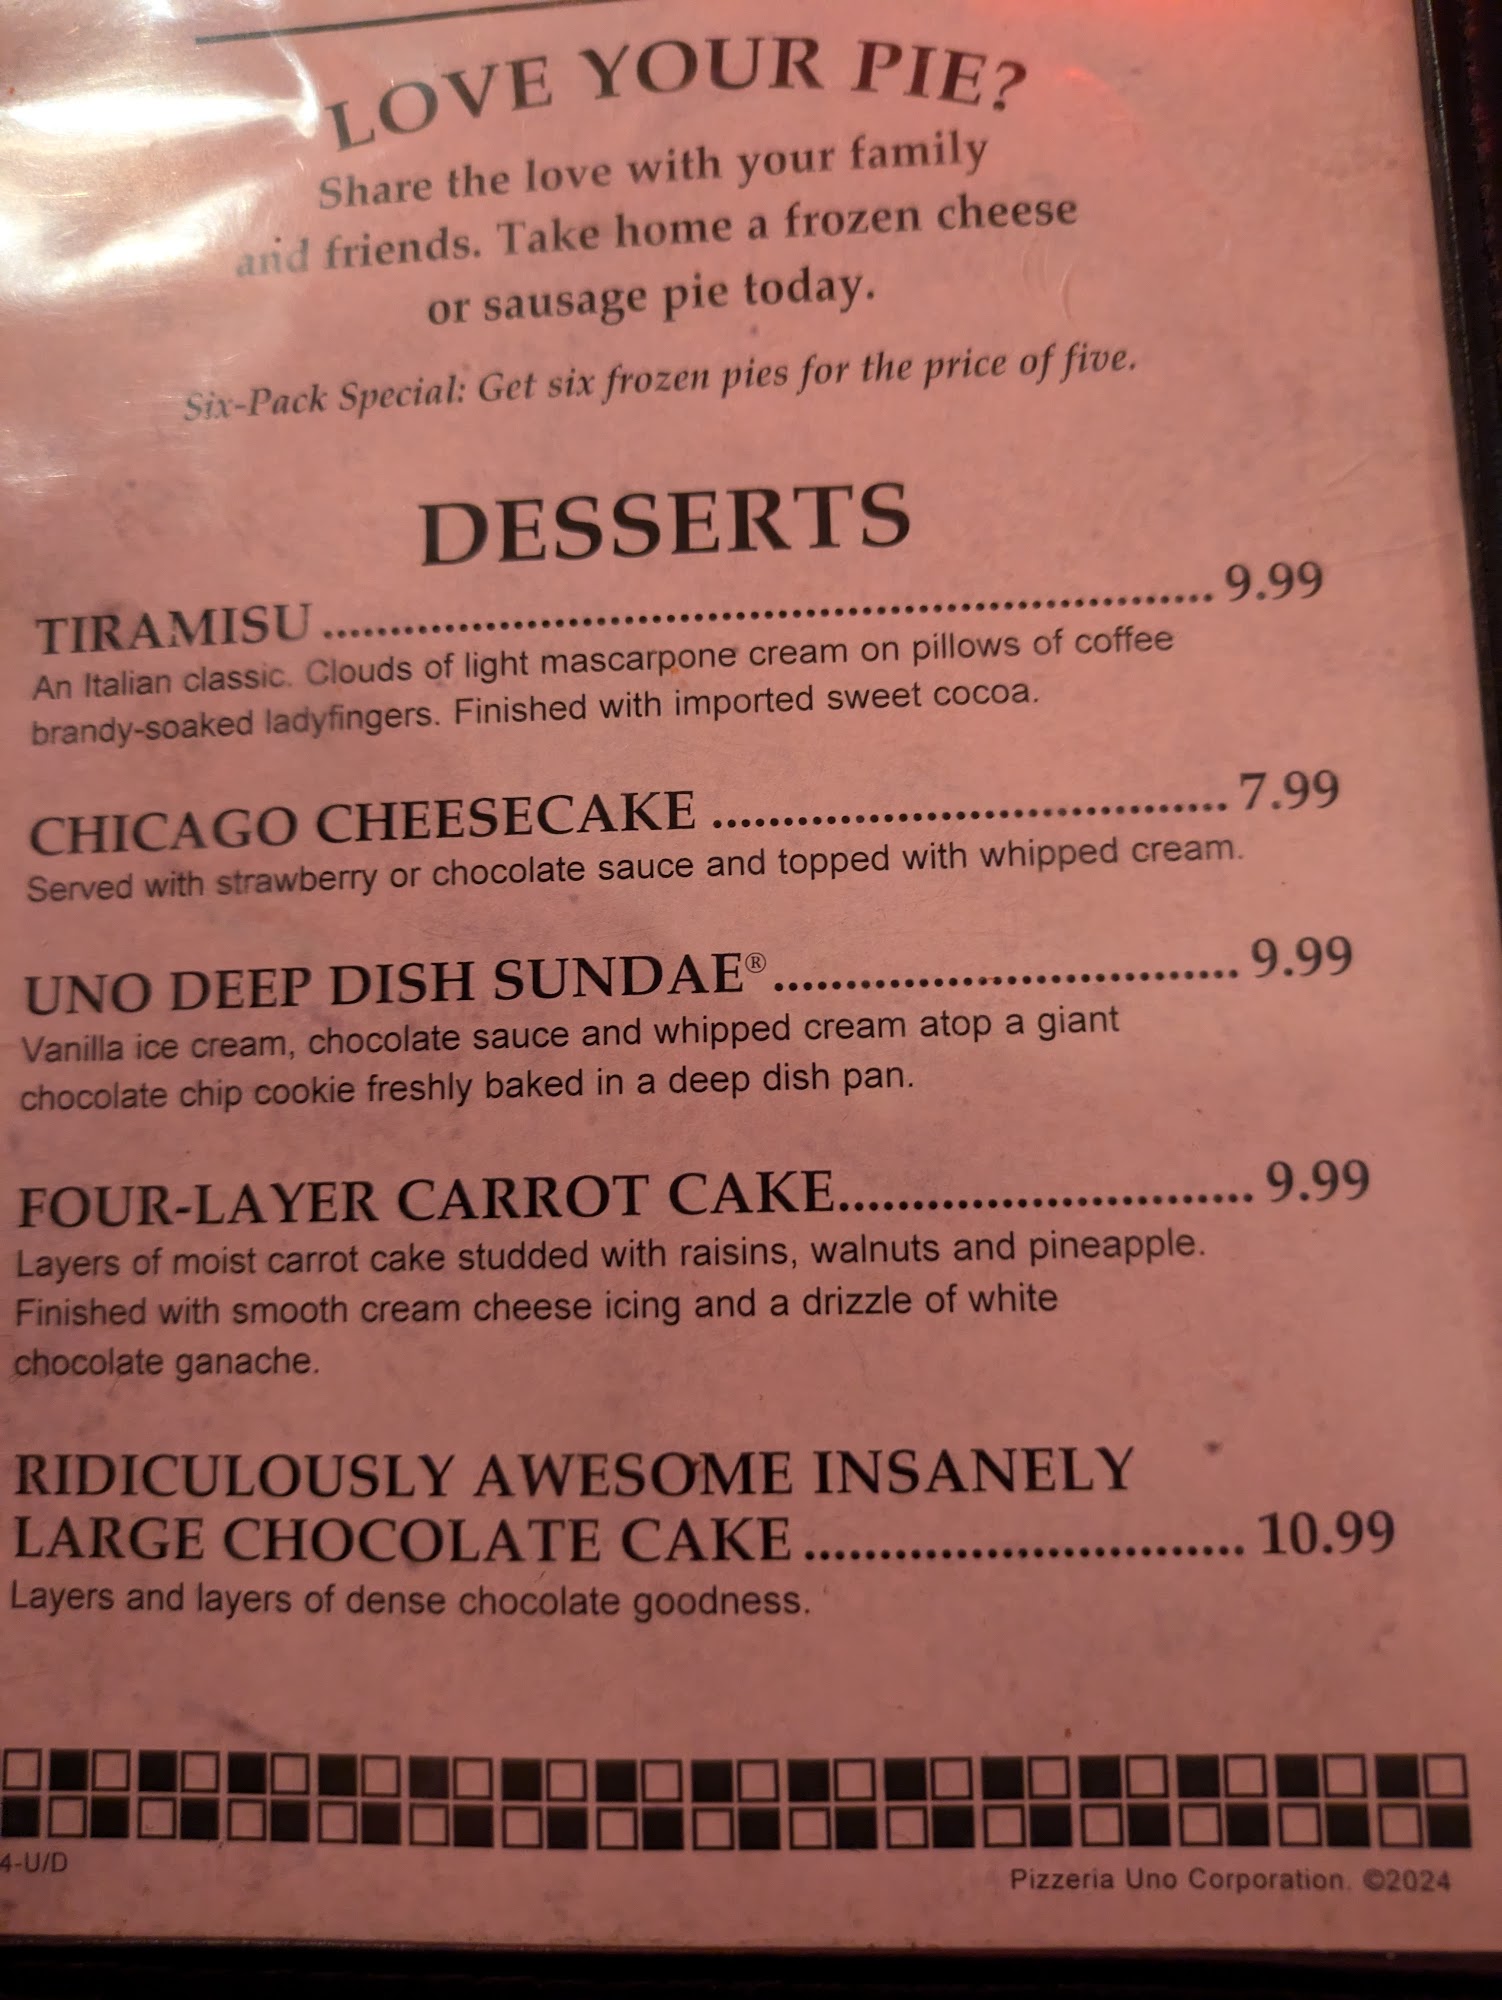 LOVE YOUR PIE?
Share the love with your family
and friends. Take home a frozen cheese
or sausage pie today.
Six-Pack Special: Get six frozen pies for the price of five.
DESSERTS
TIRAMISU.......................................................... 9.99
An Italian classic. Clouds of light mascarpone cream on pillows of coffee
brandy-soaked ladyfingers. Finished with imported sweet cocoa.
CHICAGO CHEESECAKE .................................... 7.99
Served with strawberry or chocolate sauce and topped with whipped cream.
UNO DEEP DISH SUNDAE®................................ 9.99
Vanilla ice cream, chocolate sauce and whipped cream atop a giant
chocolate chip cookie freshly baked in a deep dish pan.
FOUR-LAYER CARROT CAKE............................ 9.99
Layers of moist carrot cake studded with raisins, walnuts and pineapple.
Finished with smooth cream cheese icing and a drizzle of white
chocolate ganache.
RIDICULOUSLY AWESOME INSANELY
LARGE CHOCOLATE CAKE.............................. 10.99
Layers and layers of dense chocolate goodness.
4-U/D
Pizzeria Uno Corporation. ©2024